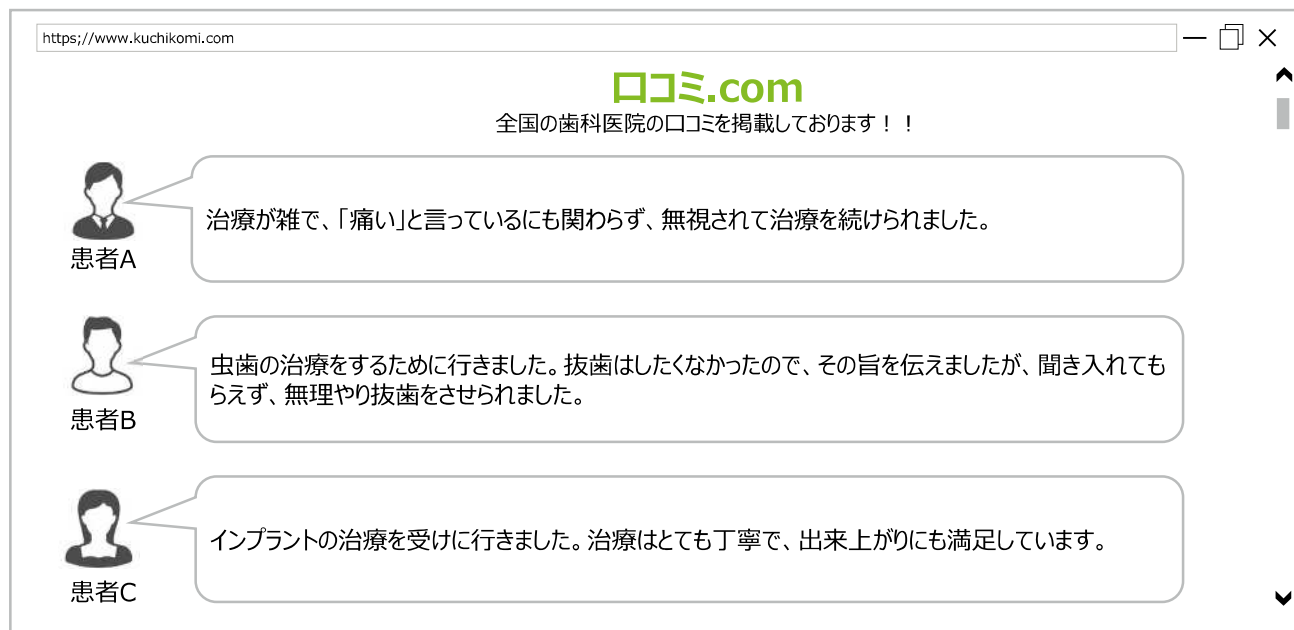 https;//www.kuchikomi.com
口コミ.com
全国の歯科医院の口コミを掲載しております！！
治療が雑で、「痛い」と言っているにも関わらず、無視されて治療を続けられました。
患者A
虫歯の治療をするために行きました。抜歯はしたくなかったので、その旨を伝えましたが、聞き入れても
らえず、無理やり抜歯をさせられました。
患者B
インプラントの治療を受けに行きました。治療はとても丁寧で、出来上がりにも満足しています。
患者C